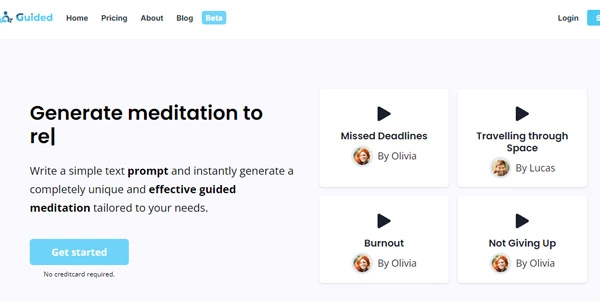 Guided
Home
Pricing
About
Blog
Beta
Login
S
Generate meditation to
re
Write a simple text prompt and instantly generate a
completely unique and effective guided
meditation tailored to your needs.
Get started
No creditcard required.
Missed Deadlines
By Olivia
Travelling through
Space
By Lucas
Burnout
By Olivia
Not Giving Up
By Olivia